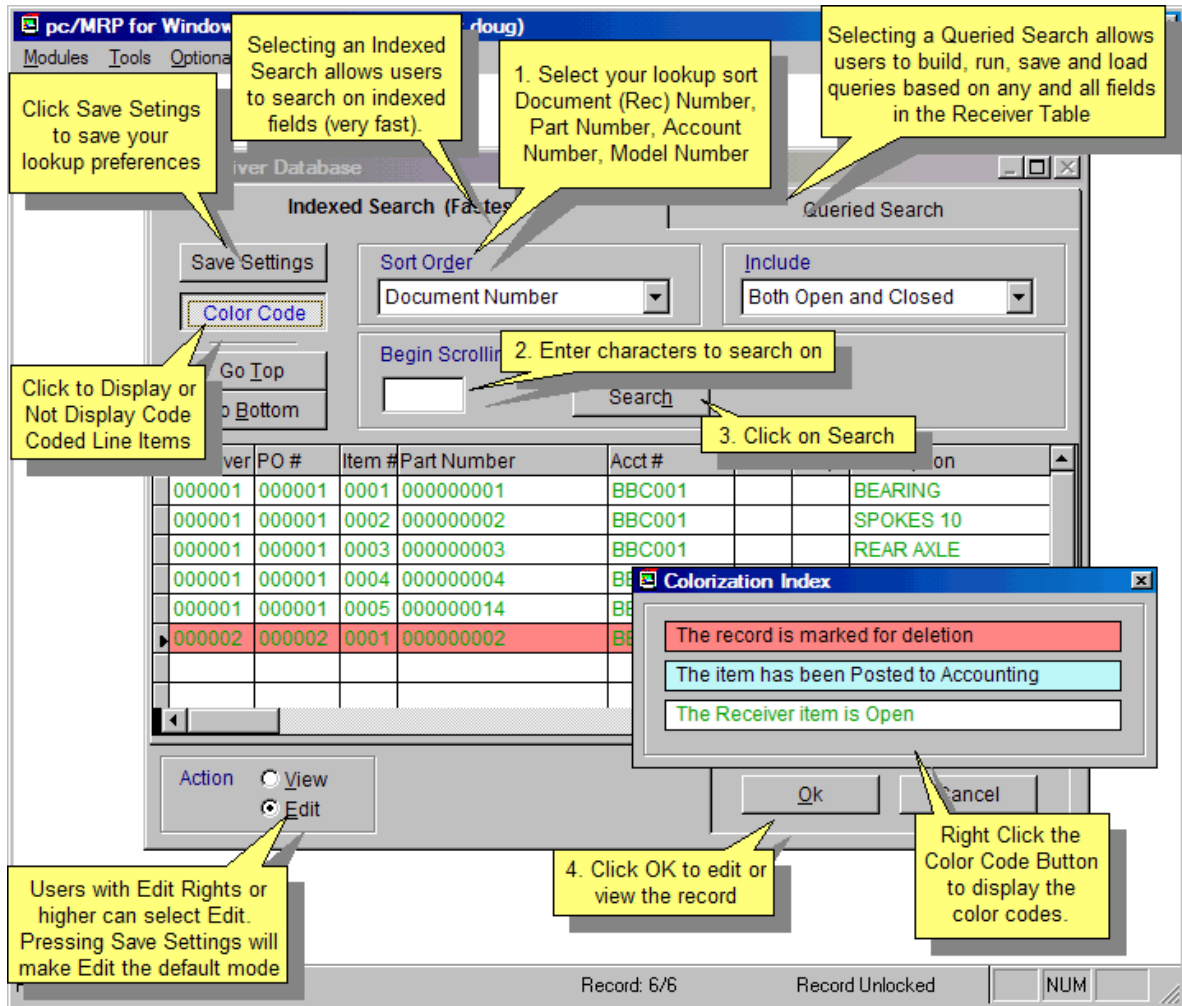 pc/MRP for Window
doug)
Modules Tools Optiona
Click Save Setings
to save your
lookup preferences
Selecting an Indexed
Search allows users
to search on indexed
fields (very fast).
1. Select your lookup sort
Document (Rec) Number,
Part Number, Account
Number, Model Number
Selecting a Queried Search allows
users to build, run, save and load
queries based on any and all fields
in the Receiver Table
iver Database
Indexed Search (Fastes
Queried Search
Save Settings
Sort Order
Include
Document Number
Both Open and Closed
Color Code
Begin Scrollin
2. Enter characters to search on
Go Top
Click to Display or
Not Display Code
Coded Line Items
o Bottom
Search
3. Click on Search
ver PO # Item # Part Number Acct # on
000001 000001 0001 000000001 BBC001 BEARING
000001 000001 0002 000000002 BBC001 SPOKES 10
000001 000001 0003 000000003 BBC001 REAR AXLE
000001 000001 0004 000000004 BB
000001 000001 0005 000000014 BB
000002 000002 0001 000000002 BB
Colorization Index
The record is marked for deletion
The item has been Posted to Accounting
The Receiver item is Open
Action View
Edit
Ok
Cancel
Users with Edit Rights or
higher can select Edit.
Pressing Save Settings will
make Edit the default mode
4. Click OK to edit or
view the record
Right Click the
Color Code Button
to display the
color codes.
Record: 6/6 Record Unlocked NUM